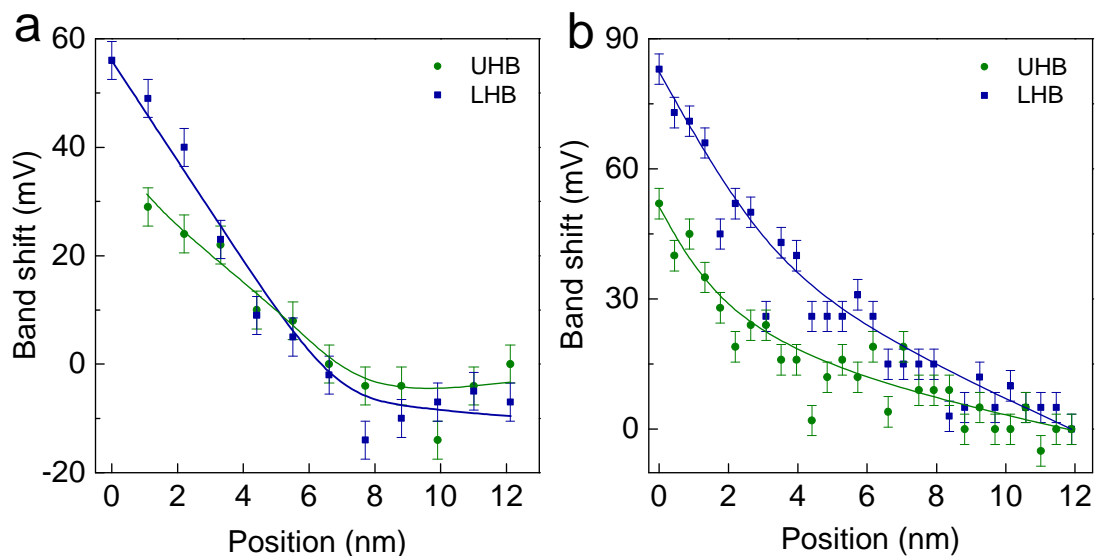 a
60
40
20
0
-20
Band shift (mV)
UHB
LHB
0 2 4 6 8 10 12
Position (nm)
b
90
60
30
0
Band shift (mV)
UHB
LHB
0 2 4 6 8 10 12
Position (nm)